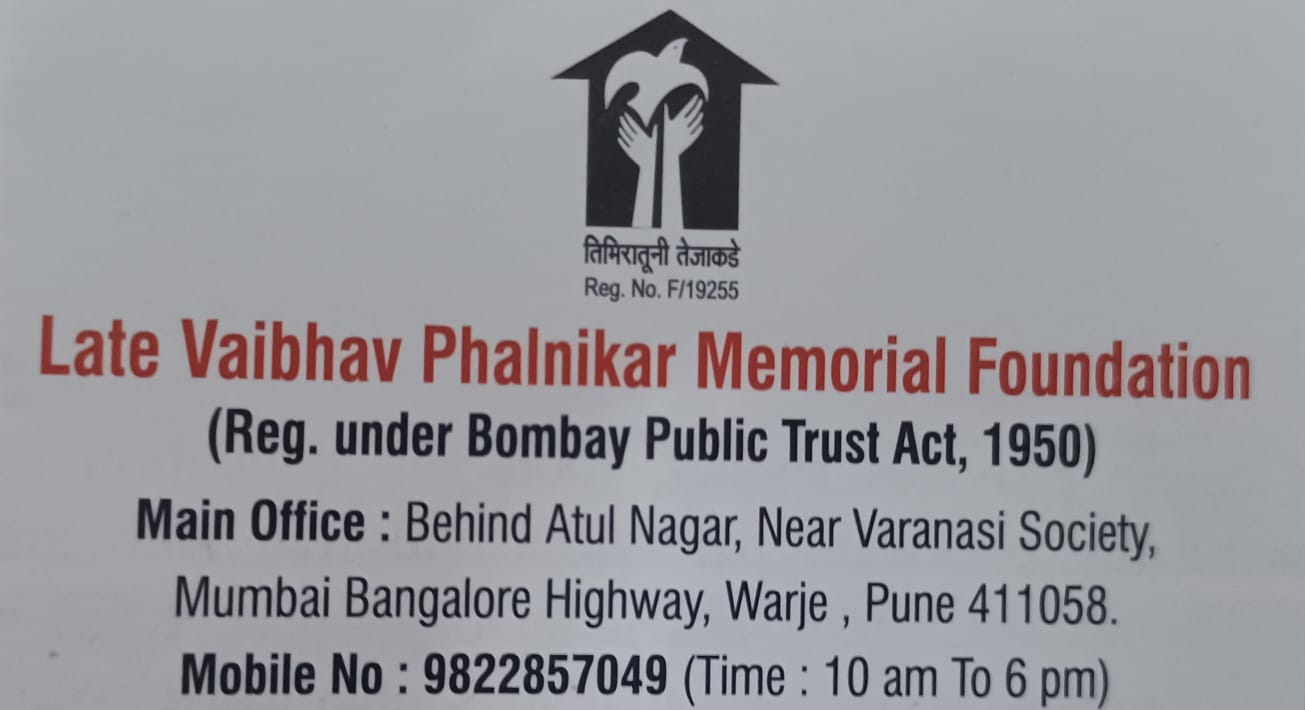 तिमिरातूनी तेजाकडे
Reg. No. F/19255
Late Vaibhav Phalnikar Memorial Foundation
(Reg. under Bombay Public Trust Act, 1950)
Main Office : Behind Atul Nagar, Near Varanasi Society,
Mumbai Bangalore Highway, Warje , Pune 411058.
Mobile No : 9822857049 (Time : 10 am To 6 pm)